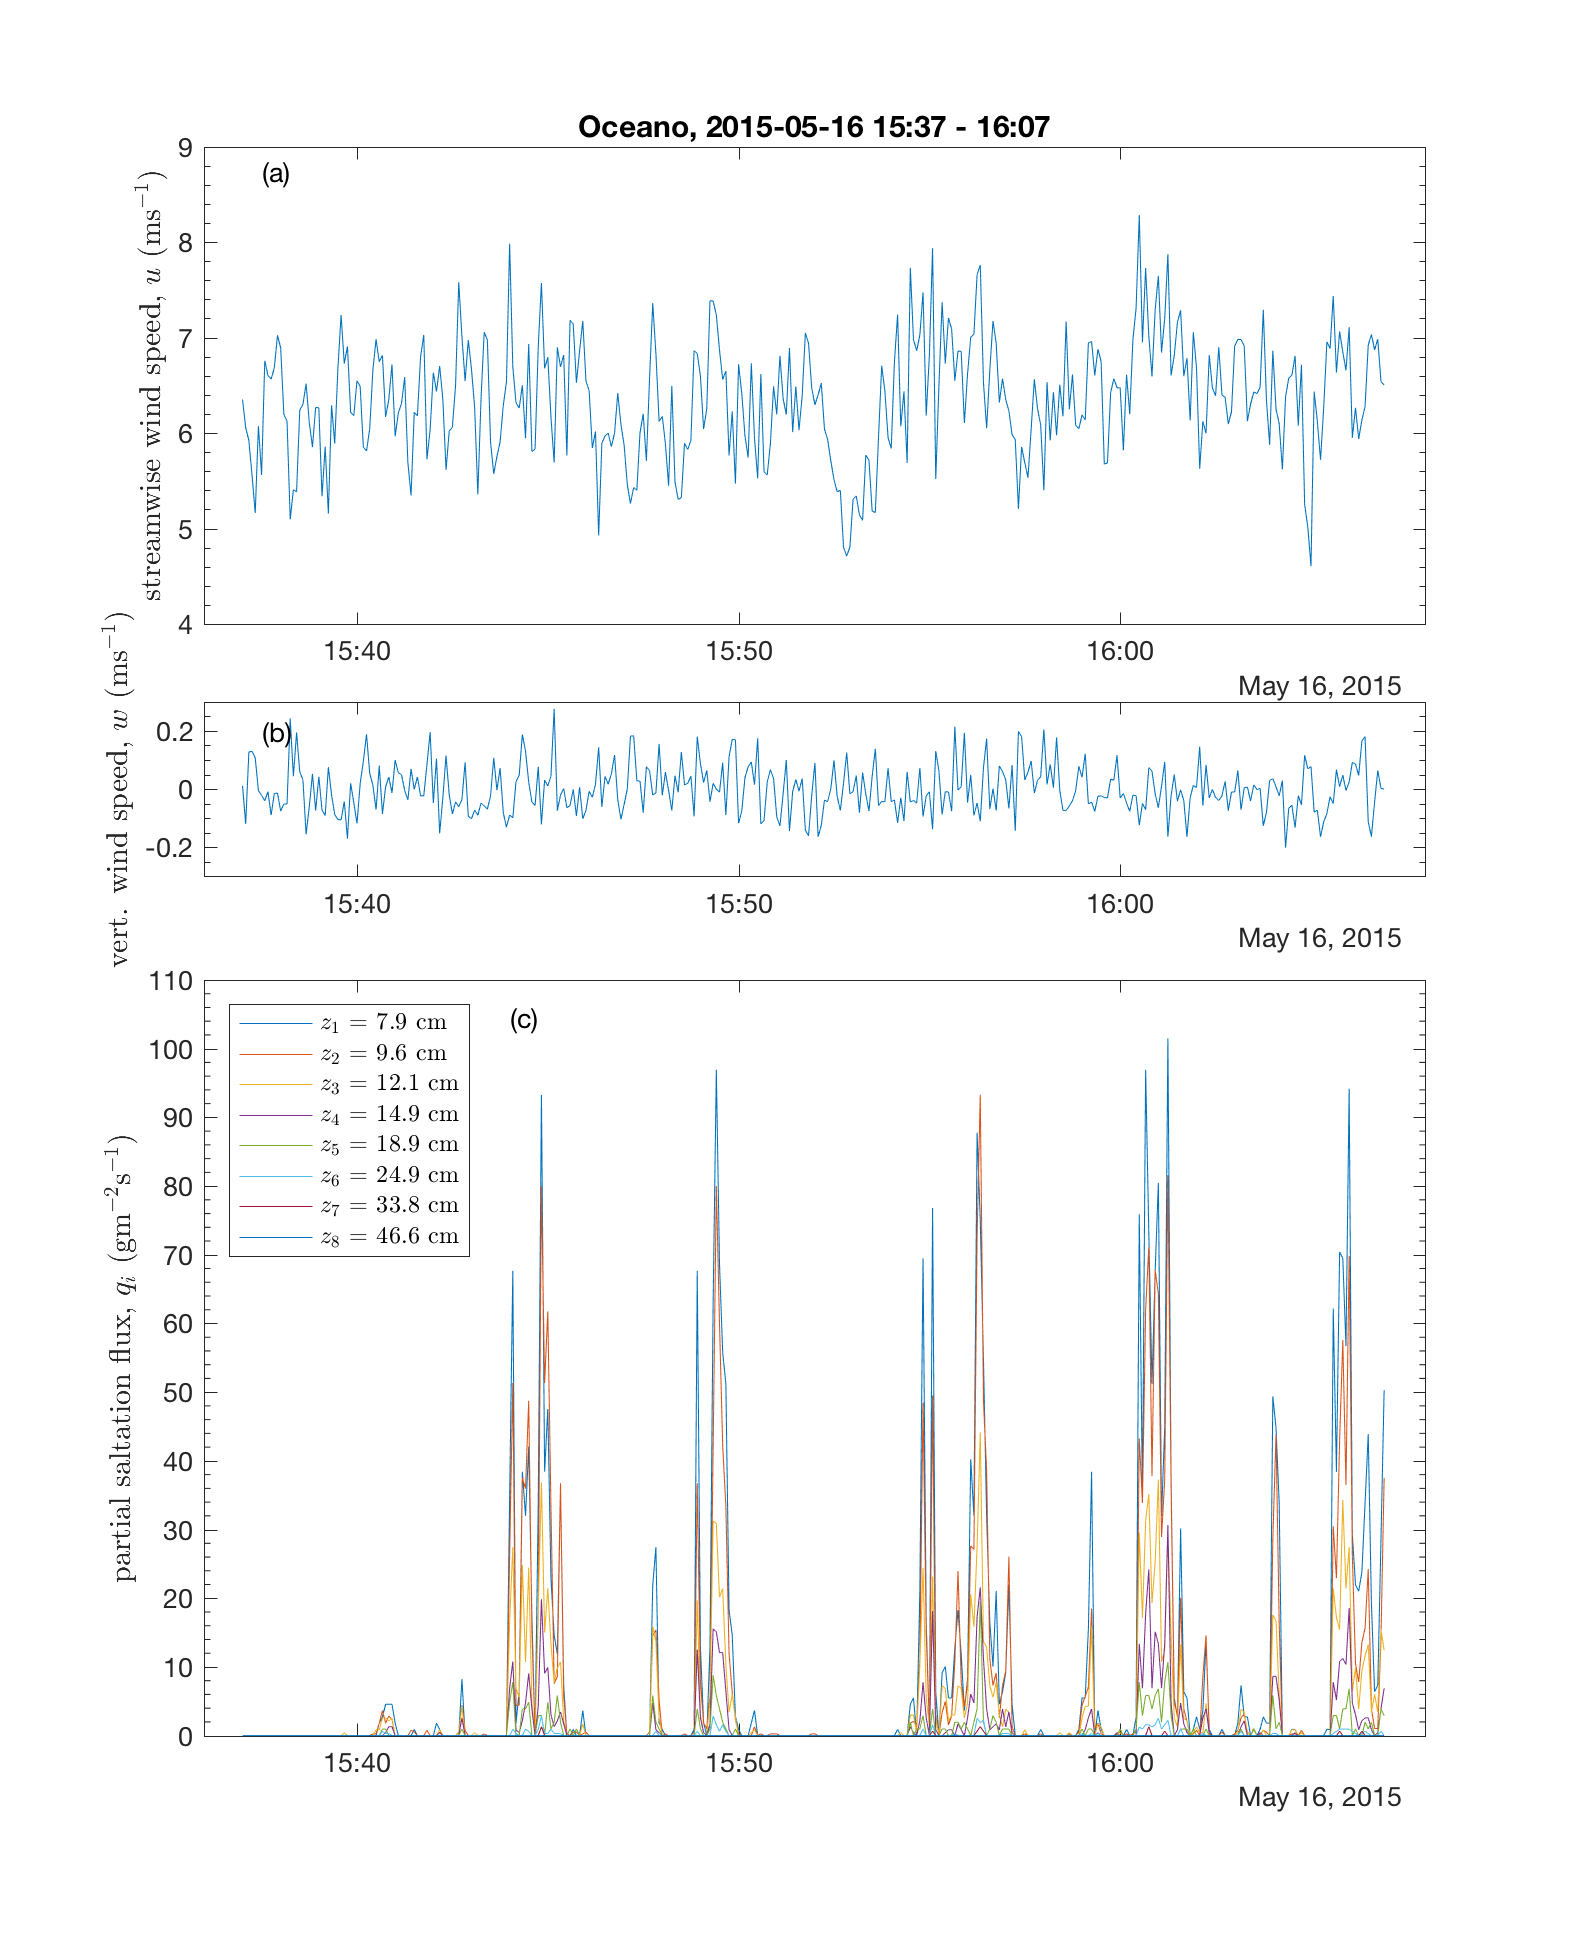 Oceano, 2015-05-16 15:37 - 16:07
(a)
streamwise wind speed, u (ms⁻¹)
9
8
7
6
5
4
15:40 15:50 16:00
May 16, 2015
(b)
vert. wind speed, w (ms⁻¹)
0.2
0
-0.2
15:40 15:50 16:00
May 16, 2015
(c)
partial saltation flux, qᵢ (gm⁻²s⁻¹)
110
100
90
80
70
60
50
40
30
20
10
0
z₁ = 7.9 cm
z₂ = 9.6 cm
z₃ = 12.1 cm
z₄ = 14.9 cm
z₅ = 18.9 cm
z₆ = 24.9 cm
z₇ = 33.8 cm
z₈ = 46.6 cm
15:40 15:50 16:00
May 16, 2015